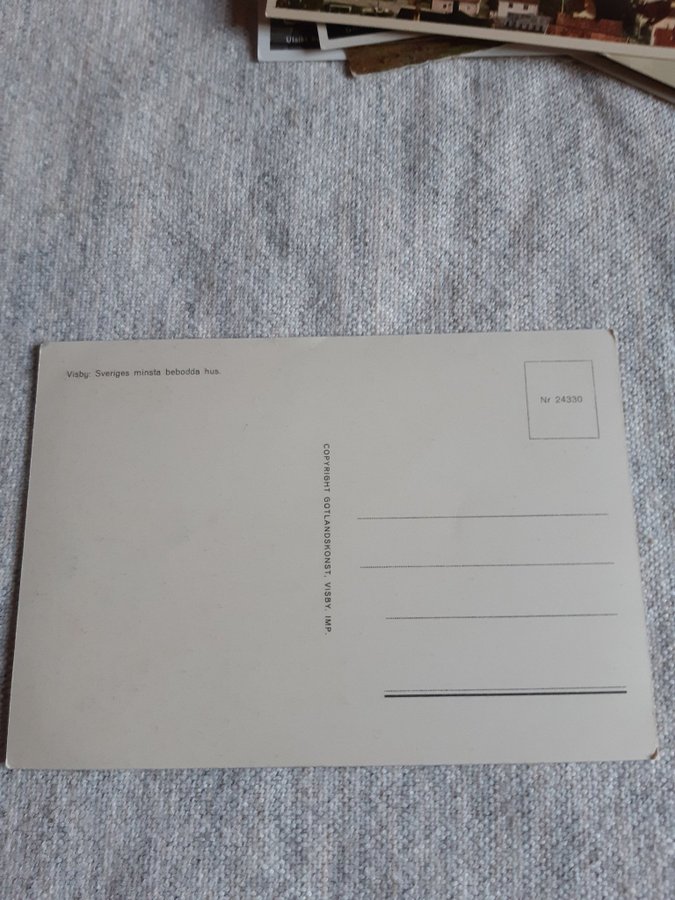 Visby: Sveriges minsta bebodda hus.
Nr 24330
COPYRIGHT GOTLANDSKONST, VISBY. IMP.